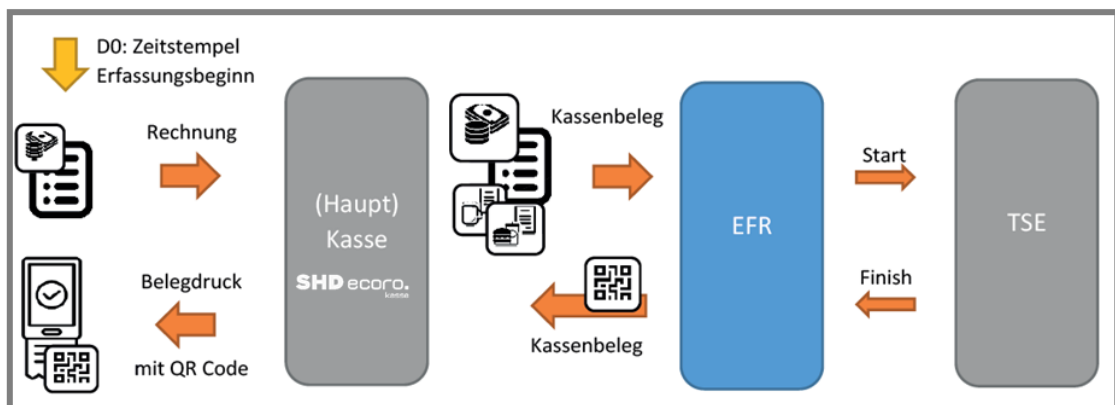 D0: Zeitstempel
Erfassungsbeginn
Rechnung
(Haupt)
Kasse
SHD ecoro.
kasse
Kassenbeleg
EFR
Start
TSE
Belegdruck
mit QR Code
Kassenbeleg
Finish